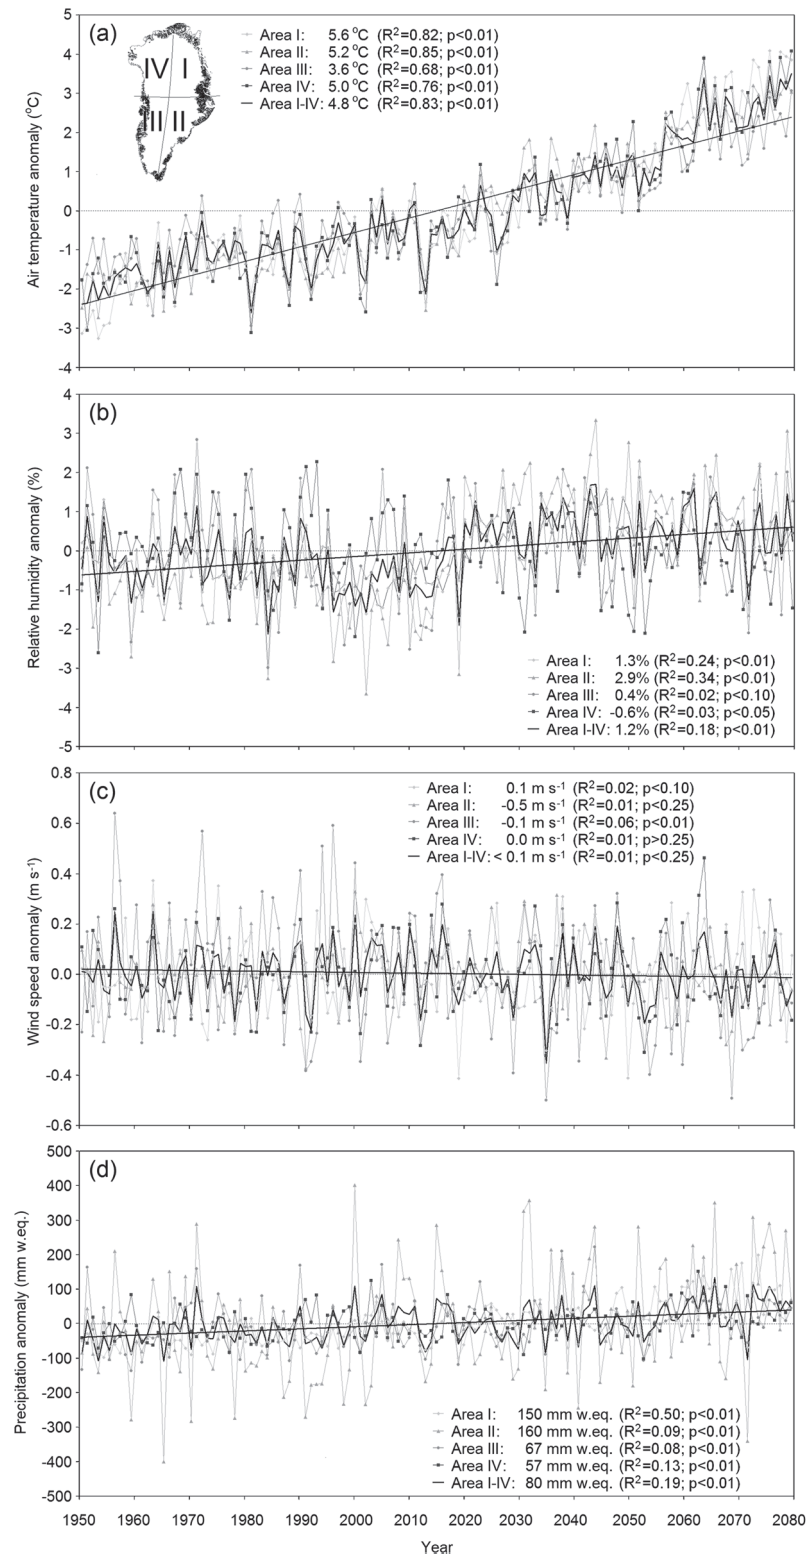 (a)
IV I
III II
Area I: 5.6 °C (R²=0.82; p<0.01)
Area II: 5.2 °C (R²=0.85; p<0.01)
Area III: 3.6 °C (R²=0.68; p<0.01)
Area IV: 5.0 °C (R²=0.76; p<0.01)
Area I-IV: 4.8 °C (R²=0.83; p<0.01)
Air temperature anomaly (°C)
5
4
3
2
1
0
-1
-2
-3
-4
(b)
Relative humidity anomaly (%)
4
3
2
1
0
-1
-2
-3
-4
-5
Area I: 1.3% (R²=0.24; p<0.01)
Area II: 2.9% (R²=0.34; p<0.01)
Area III: 0.4% (R²=0.02; p<0.10)
Area IV: -0.6% (R²=0.03; p<0.05)
Area I-IV: 1.2% (R²=0.18; p<0.01)
(c)
Area I: 0.1 m s⁻¹ (R²=0.02; p<0.10)
Area II: -0.5 m s⁻¹ (R²=0.01; p<0.25)
Area III: -0.1 m s⁻¹ (R²=0.06; p<0.01)
Area IV: 0.0 m s⁻¹ (R²=0.01; p>0.25)
Area I-IV: < 0.1 m s⁻¹ (R²=0.01; p<0.25)
Wind speed anomaly (m s⁻¹)
0.8
0.6
0.4
0.2
0.0
-0.2
-0.4
-0.6
(d)
Precipitation anomaly (mm w.eq.)
500
400
300
200
100
0
-100
-200
-300
-400
-500
Area I: 150 mm w.eq. (R²=0.50; p<0.01)
Area II: 160 mm w.eq. (R²=0.09; p<0.01)
Area III: 67 mm w.eq. (R²=0.08; p<0.01)
Area IV: 57 mm w.eq. (R²=0.13; p<0.01)
Area I-IV: 80 mm w.eq. (R²=0.19; p<0.01)
1950 1960 1970 1980 1990 2000 2010 2020 2030 2040 2050 2060 2070 2080
Year